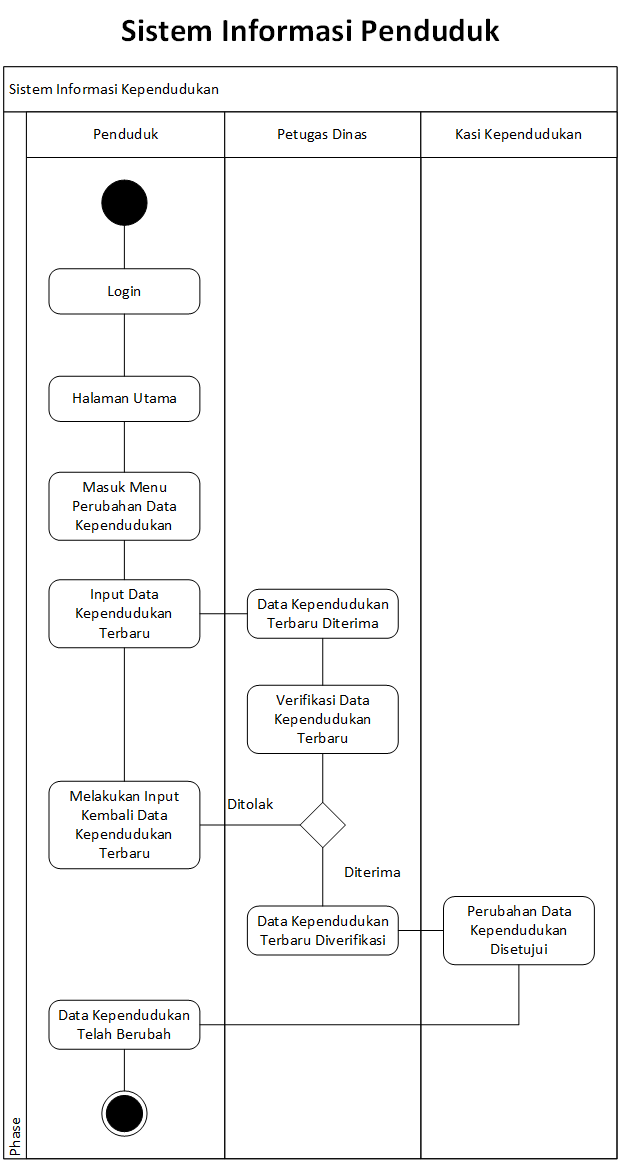 Sistem Informasi Penduduk
Sistem Informasi Kependudukan
Penduduk
Petugas Dinas
Kasi Kependudukan
Login
Halaman Utama
Masuk Menu
Perubahan Data
Kependudukan
Input Data
Kependudukan
Terbaru
Data Kependudukan
Terbaru Diterima
Verifikasi Data
Kependudukan
Terbaru
Melakukan Input
Kembali Data
Kependudukan
Terbaru
Ditolak
Diterima
Data Kependudukan
Terbaru Diverifikasi
Perubahan Data
Kependudukan
Disetujui
Data Kependudukan
Telah Berubah
Phase